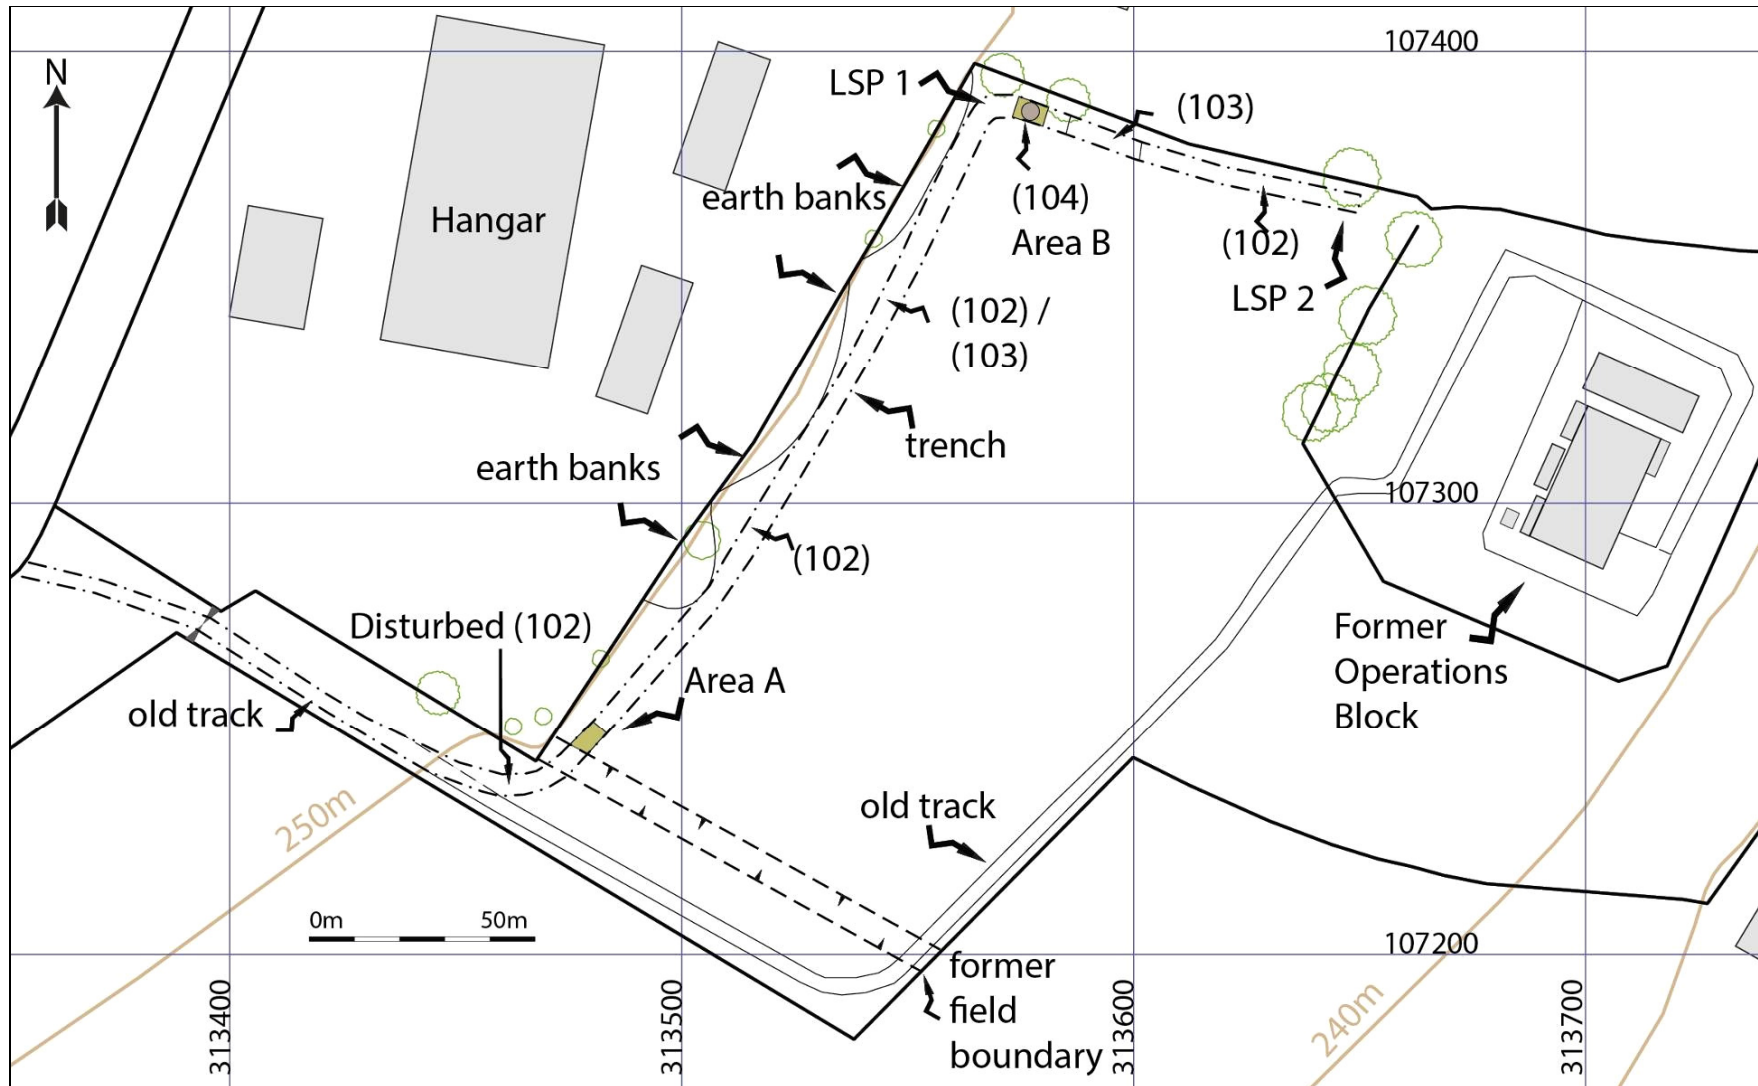 107400
N
LSP 1
(103)
earth banks
(104)
Area B
Hangar
(102)
LSP 2
(102) /
(103)
trench
earth banks
107300
(102)
Disturbed (102)
Former
Operations
Block
Area A
old track
old track
250m
0m
50m
107200
former
field
boundary
313400
313500
313600
240m
313700